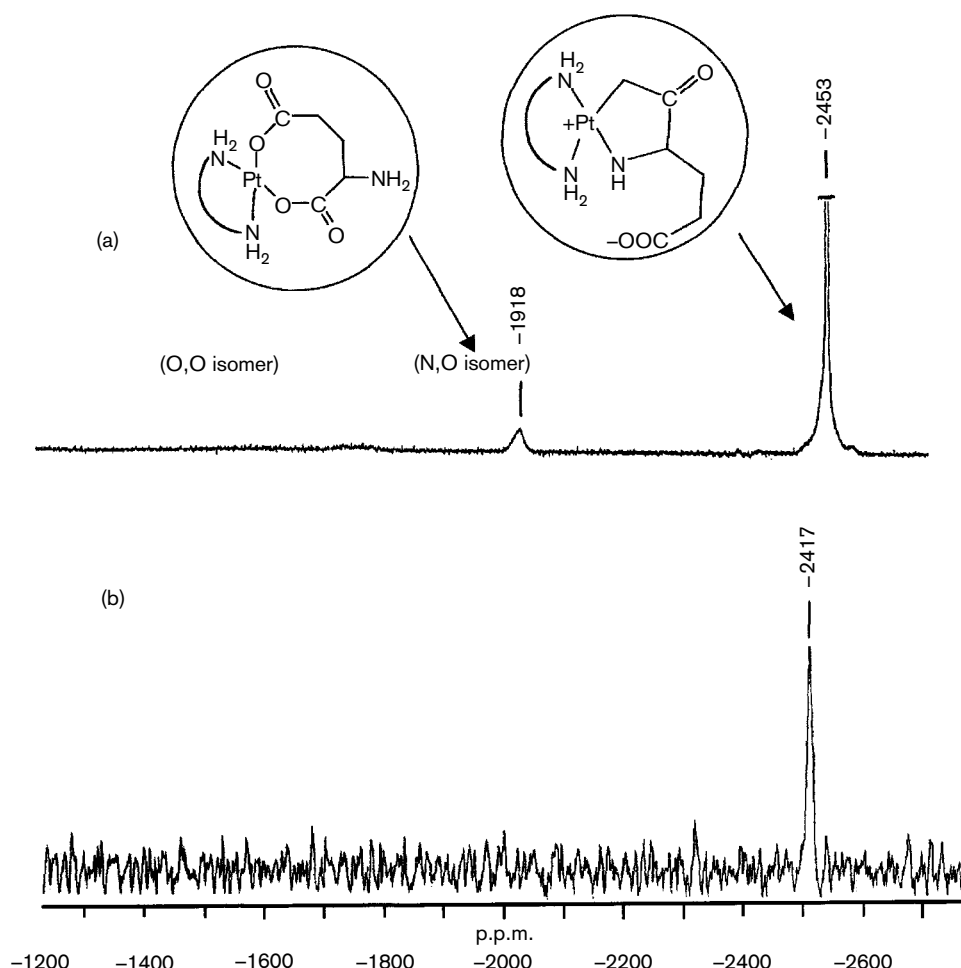 O
C
H2
N
O
Pt
O
C
NH2
N
H2
O
H2
N
C
O
+Pt
N
H
N
H2
–OOC
–2453
(a)
–1918
(O,O isomer)
(N,O isomer)
–2417
(b)
p.p.m.
–1200 –1400 –1600 –1800 –2000 –2200 –2400 –2600